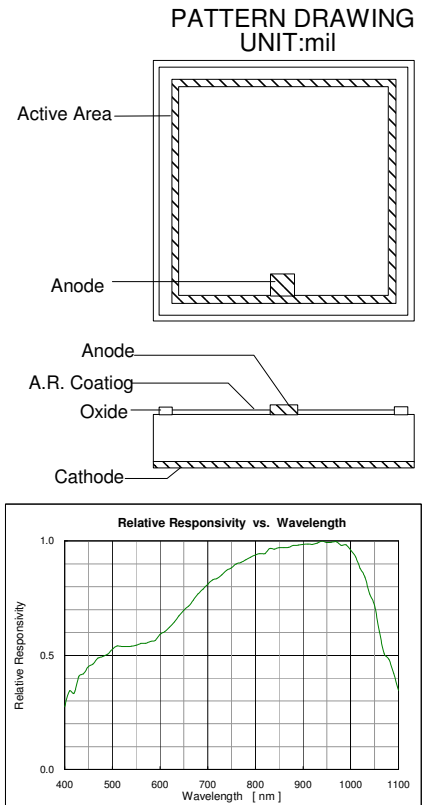 PATTERN DRAWING
UNIT:mil
Active Area
Anode
Anode
A.R. Coatiog
Oxide
Cathode
Relative Responsivity vs. Wavelength
Relative Responsivity
1.0
0.5
0.0
400 500 600 700 800 900 1000 1100
Wavelength [ nm ]